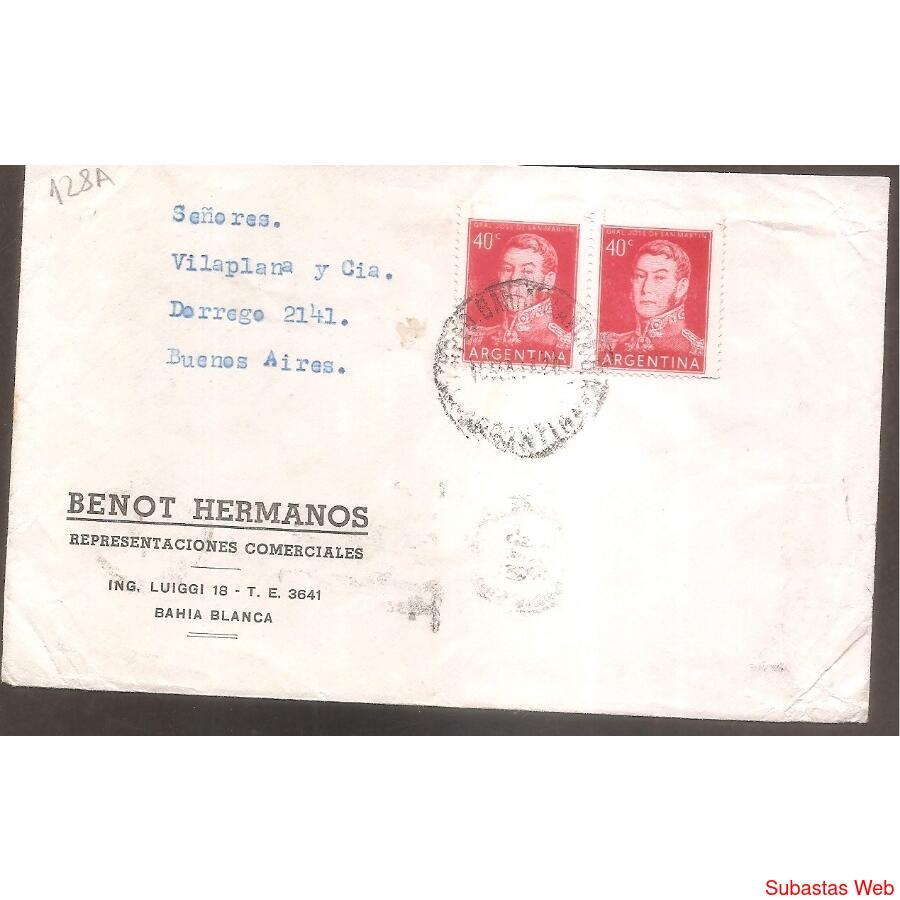 128A
Señores.
Vilaplana y Cia.
Dorrego 2141.
Buenos Aires.
GRAL. JOSE DE SAN MARTIN
40c
ARGENTINA
GRAL. JOSE DE SAN MARTIN
40c
ARGENTINA
BENOT HERMANOS
REPRESENTACIONES COMERCIALES
ING. LUIGGI 18 - T. E. 3641
BAHIA BLANCA
Subastas Web